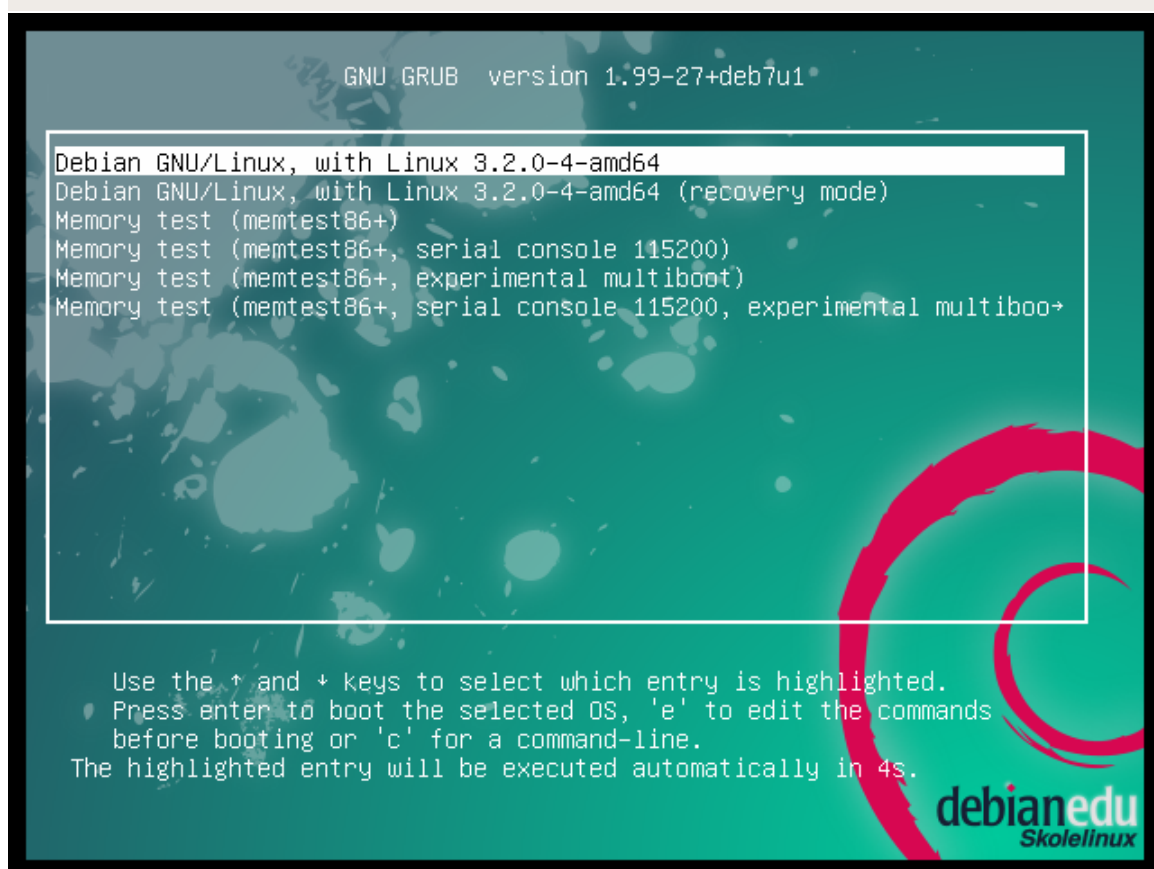 GNU GRUB  version 1.99-27+deb7u1
Debian GNU/Linux, with Linux 3.2.0-4-amd64
Debian GNU/Linux, with Linux 3.2.0-4-amd64 (recovery mode)
Memory test (memtest86+)
Memory test (memtest86+, serial console 115200)
Memory test (memtest86+, experimental multiboot)
Memory test (memtest86+, serial console 115200, experimental multiboo→
Use the ↑ and ↓ keys to select which entry is highlighted.
Press enter to boot the selected OS, 'e' to edit the commands
before booting or 'c' for a command-line.
The highlighted entry will be executed automatically in 4s.
debianedu
Skolelinux